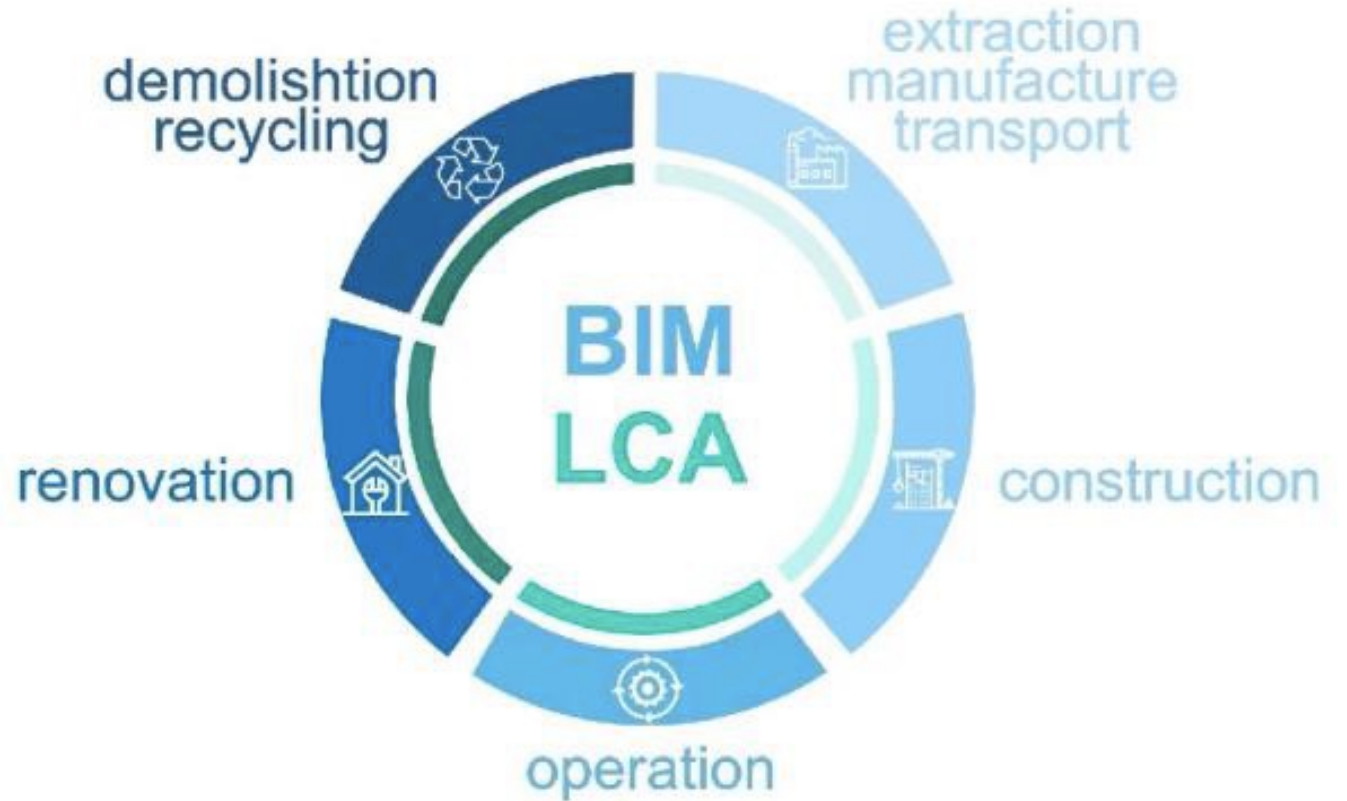 extraction
manufacture
transport
construction
operation
renovation
demolishtion
recycling
BIM
LCA